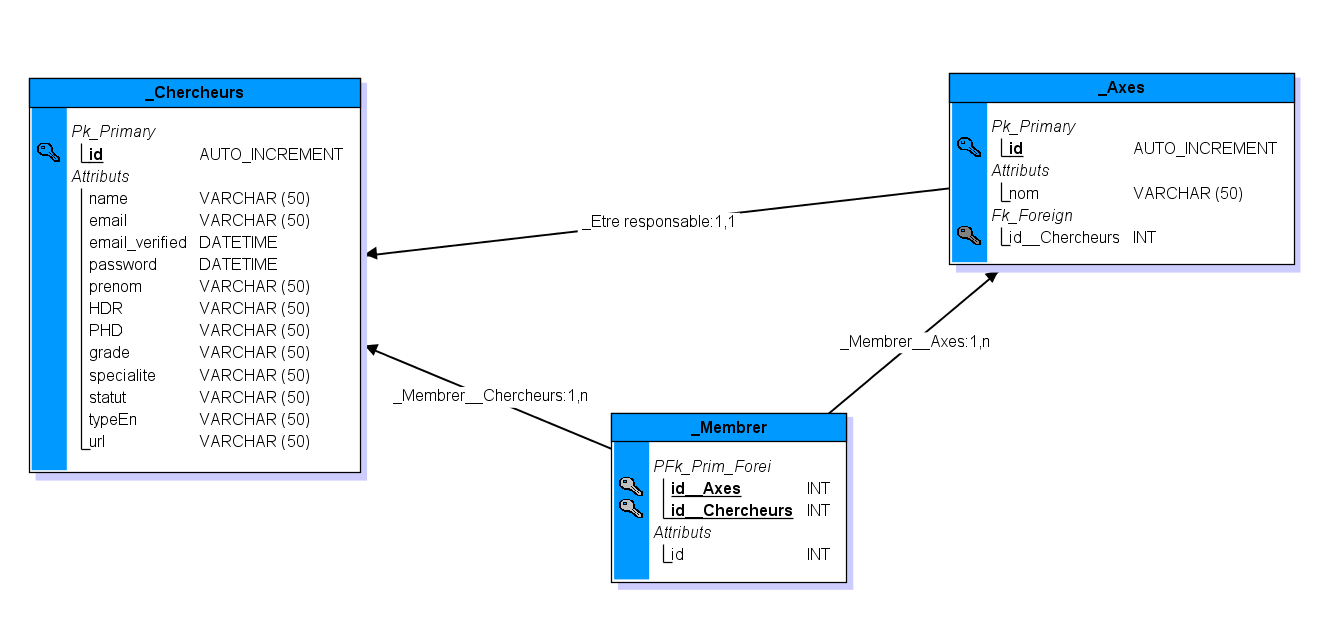 _Chercheurs
Pk_Primary
id AUTO_INCREMENT
Attributs
name VARCHAR (50)
email VARCHAR (50)
email_verified DATETIME
password DATETIME
prenom VARCHAR (50)
HDR VARCHAR (50)
PHD VARCHAR (50)
grade VARCHAR (50)
specialite VARCHAR (50)
statut VARCHAR (50)
typeEn VARCHAR (50)
url VARCHAR (50)
_Etre responsable:1,1
_Axes
Pk_Primary
id AUTO_INCREMENT
Attributs
nom VARCHAR (50)
Fk_Foreign
id__Chercheurs INT
_Membrer__Axes:1,n
_Membrer__Chercheurs:1,n
_Membrer
PFk_Prim_Forei
id__Axes INT
id__Chercheurs INT
Attributs
id INT